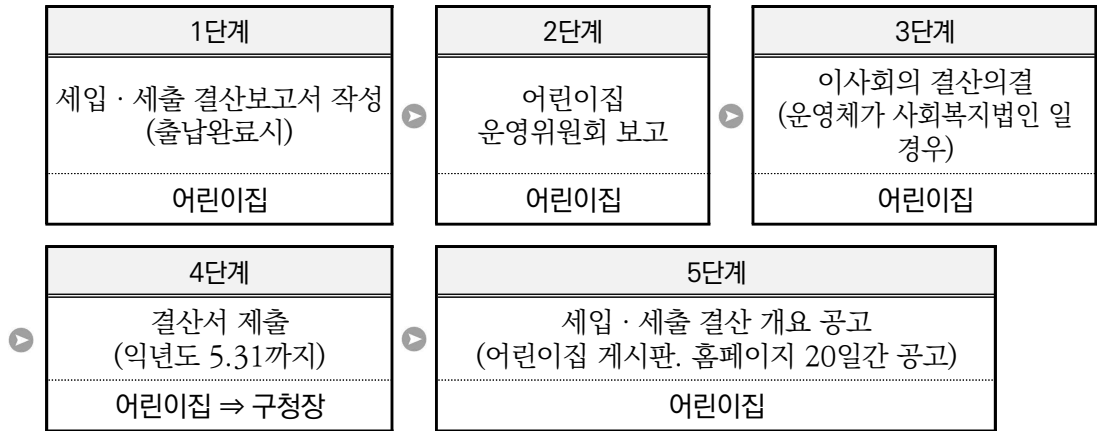 1단계
세입 · 세출 결산보고서 작성
(출납완료시)
어린이집
2단계
어린이집
운영위원회 보고
어린이집
3단계
이사회의 결산의결
(운영체가 사회복지법인 일
경우)
어린이집
4단계
결산서 제출
(익년도 5.31까지)
어린이집 ⇒ 구청장
5단계
세입 · 세출 결산 개요 공고
(어린이집 게시판. 홈페이지 20일간 공고)
어린이집